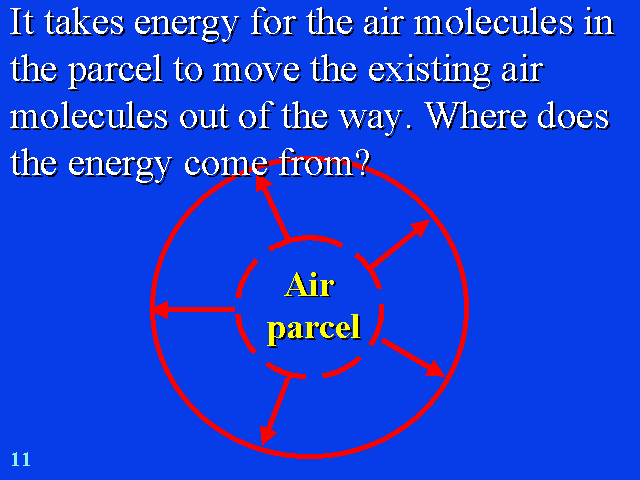 It takes energy for the air molecules in
the parcel to move the existing air
molecules out of the way. Where does
the energy come from?
Air
parcel
11